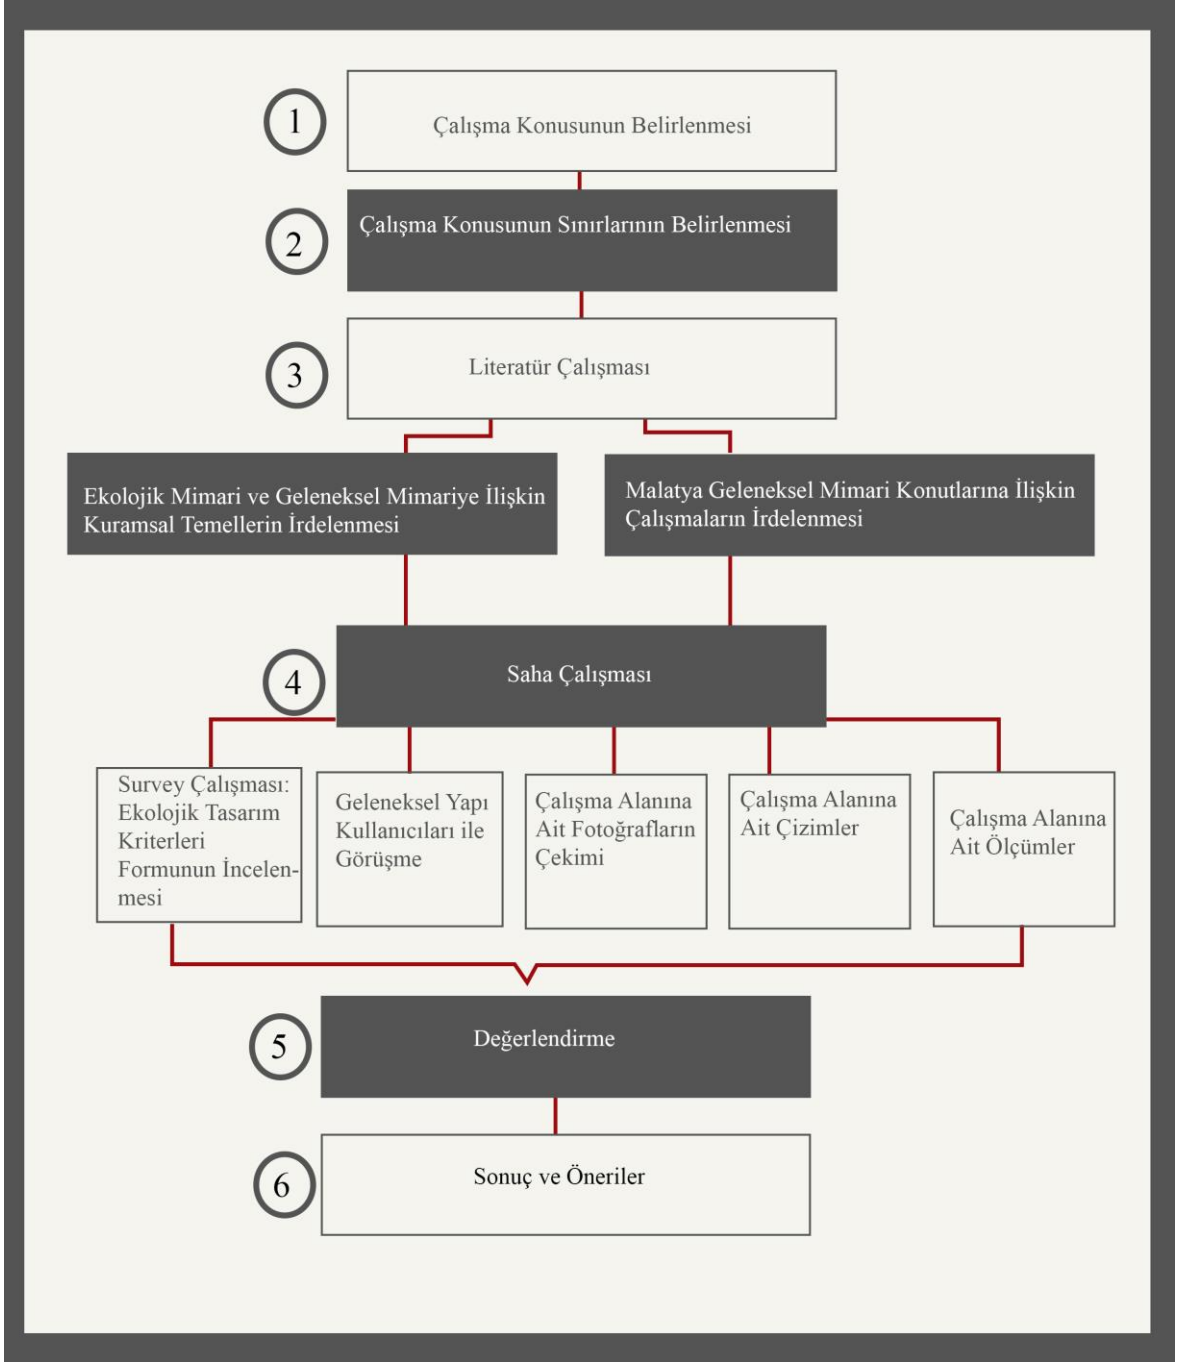 1
Çalışma Konusunun Belirlenmesi
2
Çalışma Konusunun Sınırlarının Belirlenmesi
3
Literatür Çalışması
Ekolojik Mimari ve Geleneksel Mimariye İlişkin
Kuramsal Temellerin İrdelenmesi
Malatya Geleneksel Mimari Konutlarına İlişkin
Çalışmaların İrdelenmesi
4
Saha Çalışması
Survey Çalışması:
Ekolojik Tasarım
Kriterleri
Formunun İncelen-
mesi
Geleneksel Yapı
Kullanıcıları ile
Görüşme
Çalışma Alanına
Ait Fotoğrafların
Çekimi
Çalışma Alanına
Ait Çizimler
Çalışma Alanına
Ait Ölçümler
5
Değerlendirme
6
Sonuç ve Öneriler